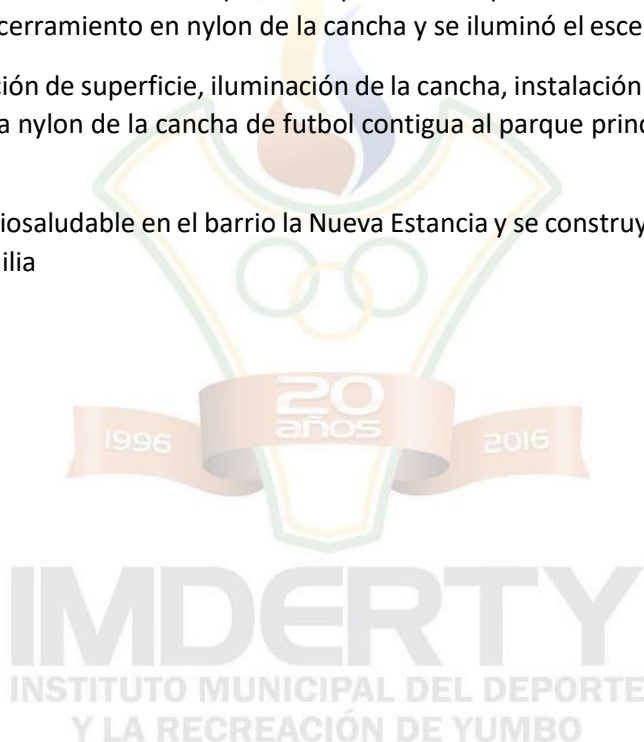 cerramiento en nylon de la cancha y se iluminó el esce
ción de superficie, iluminación de la cancha, instalación
a nylon de la cancha de futbol contigua al parque princ
iosaludable en el barrio la Nueva Estancia y se construy
ilia
20
años
1996
2016
IMDERTY
INSTITUTO MUNICIPAL DEL DEPORTE
Y LA RECREACIÓN DE YUMBO